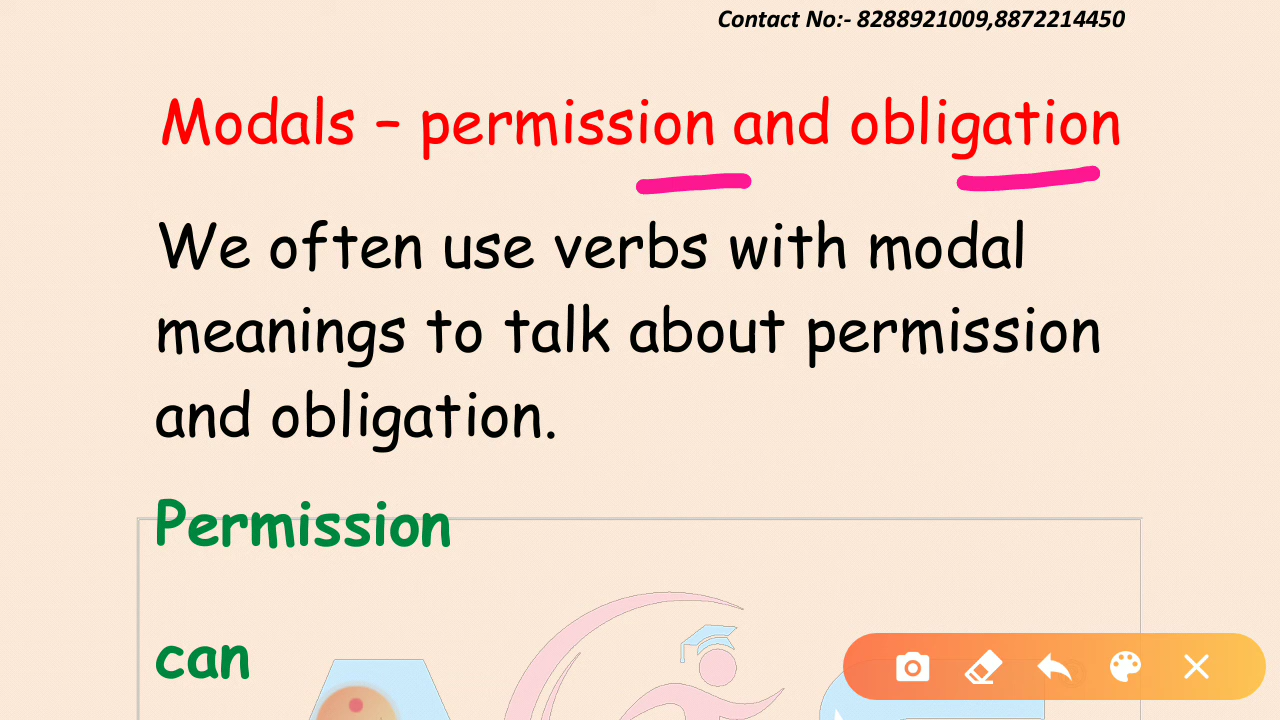 Contact No:- 8288921009,8872214450
Modals – permission and obligation
We often use verbs with modal
meanings to talk about permission
and obligation.
Permission
can